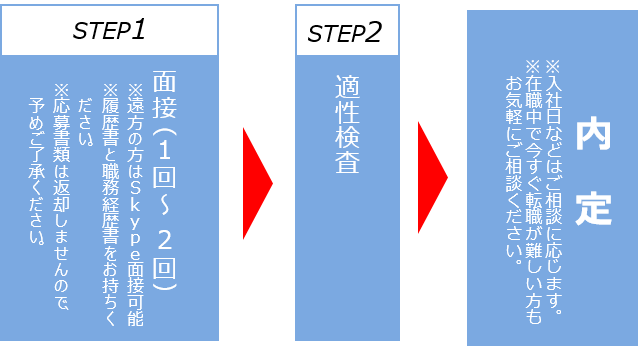 STEP1
面接(1回～2回)
※遠方の方はSkype面接可能
※履歴書と職務経歴書をお持ちく
ださい。
※応募書類は返却しませんので、
予めご了承ください。
STEP2
適性検査
内定
※入社日などはご相談に応じます。
※在職中で今すぐ転職が難しい方も
お気軽にご相談ください。